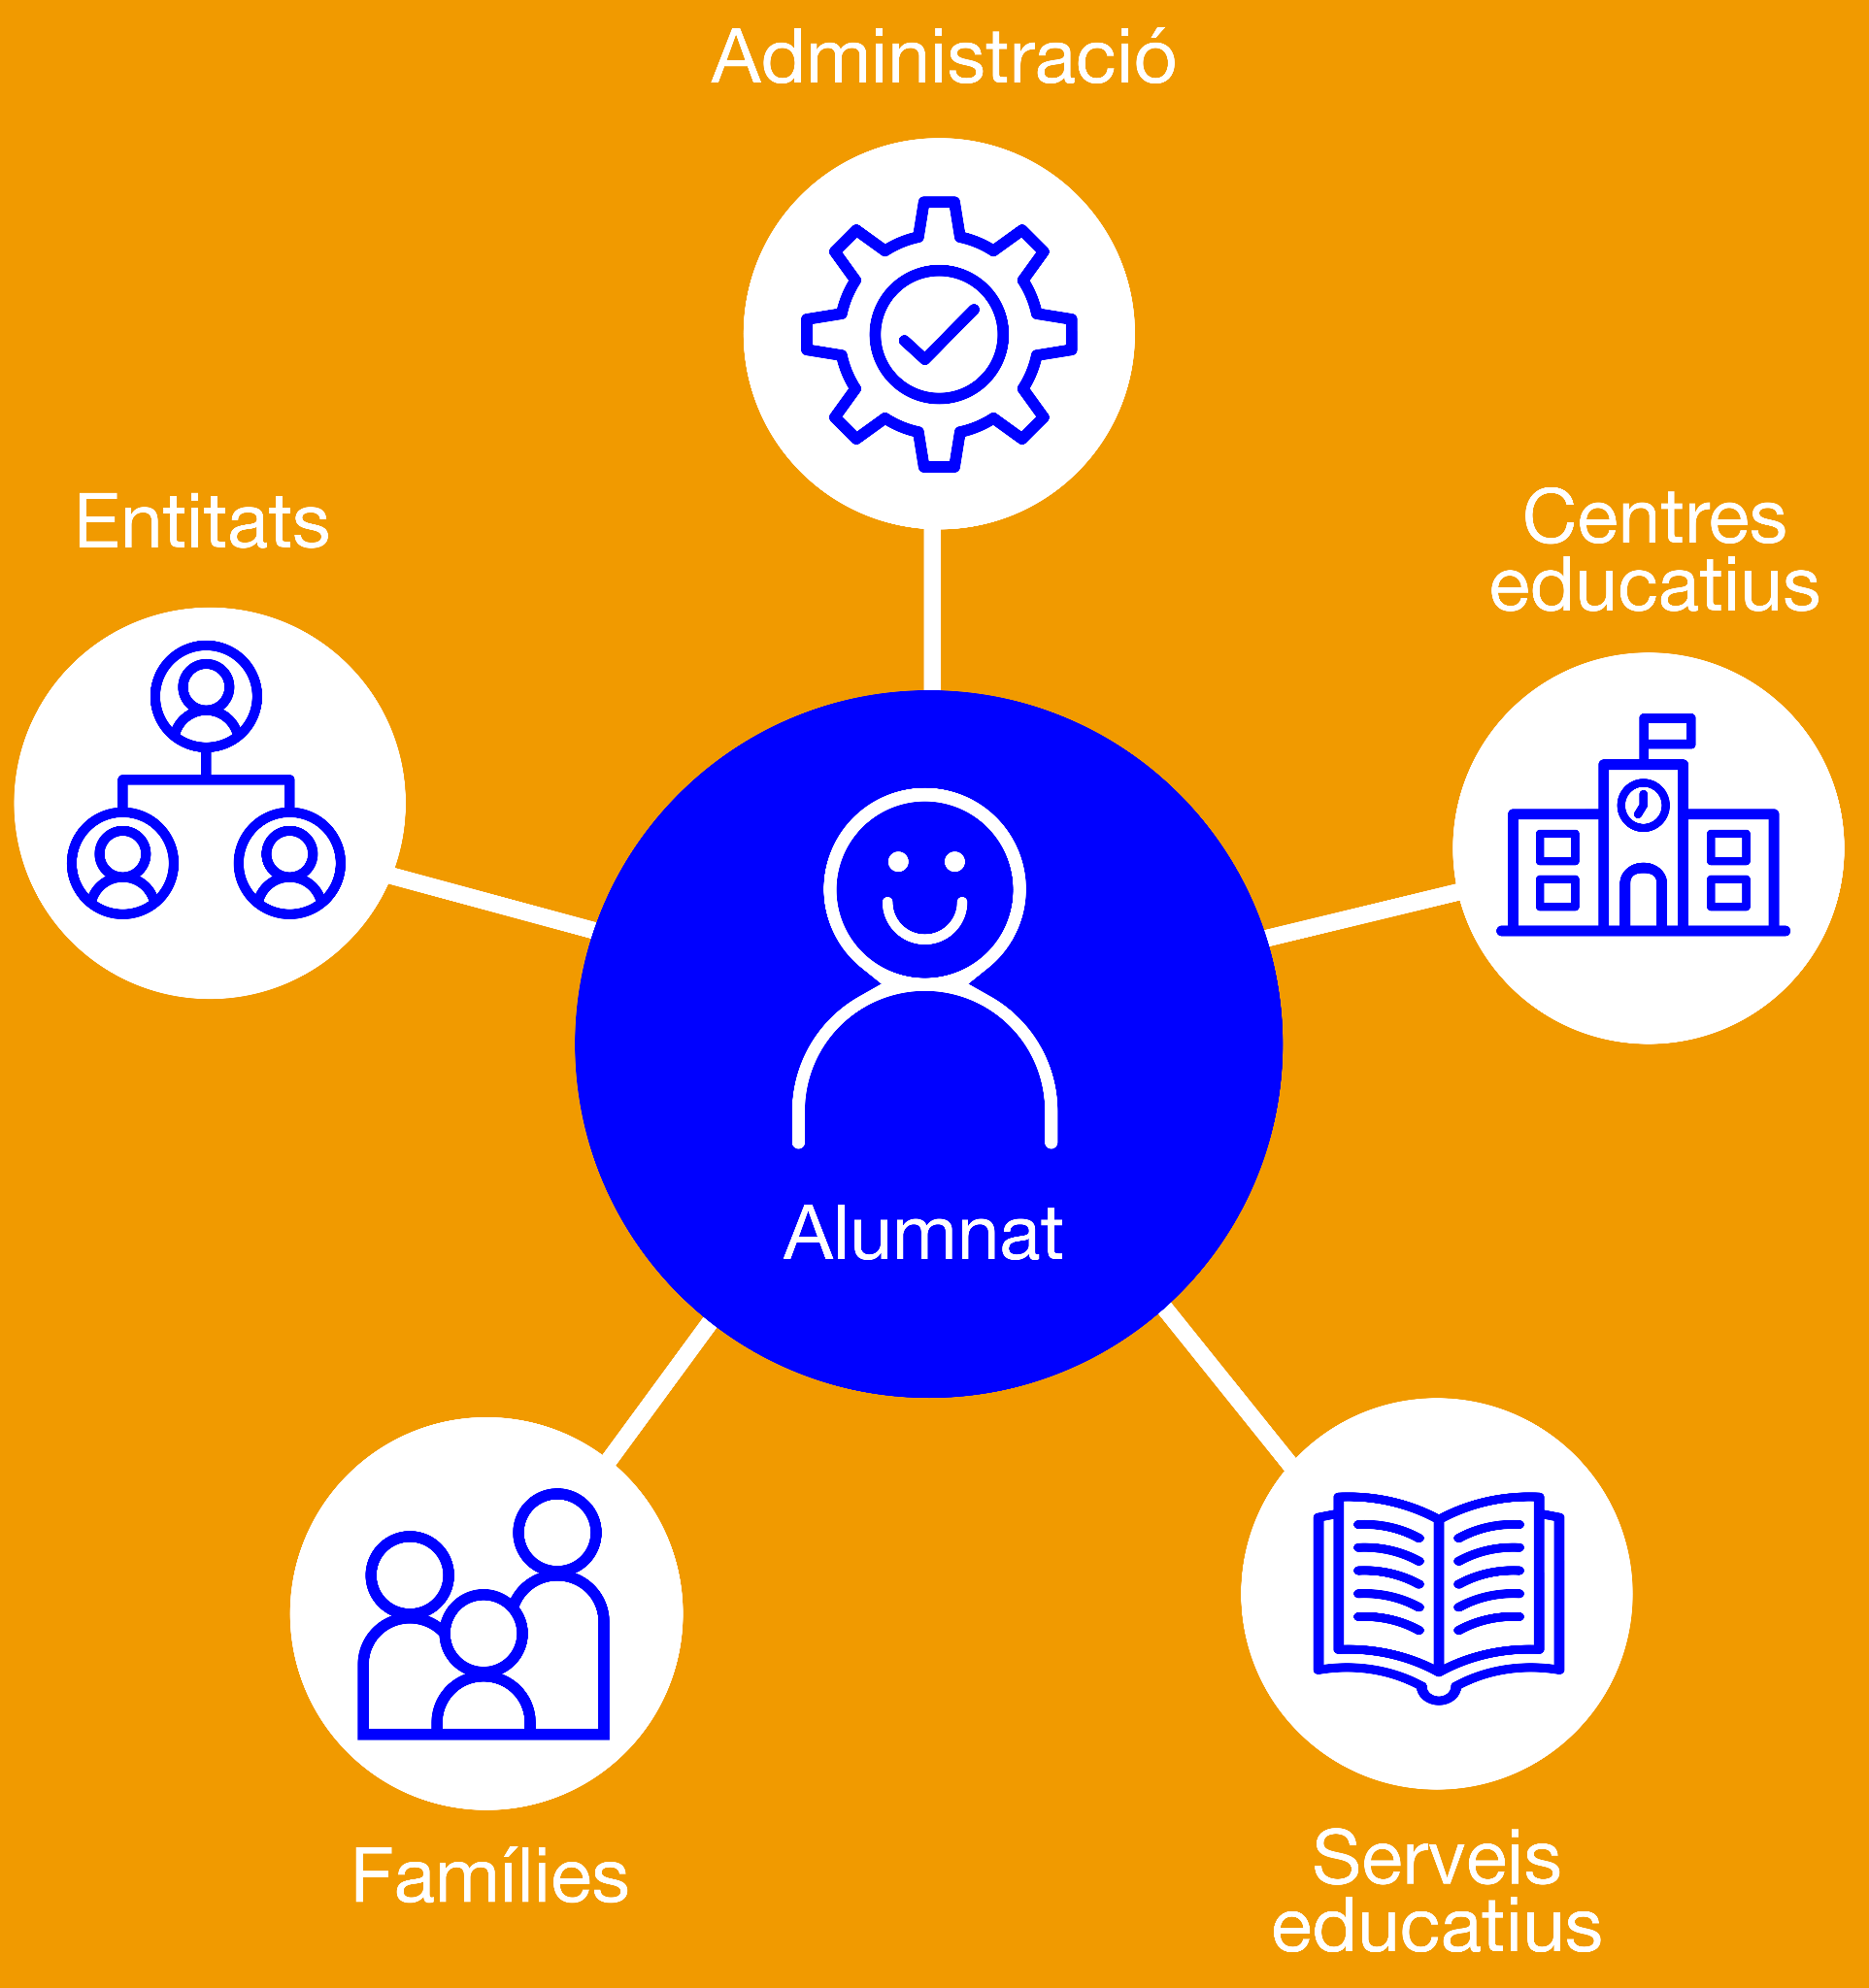 Administració
Entitats
Centres
educatius
Alumnat
Famílies
Serveis
educatius